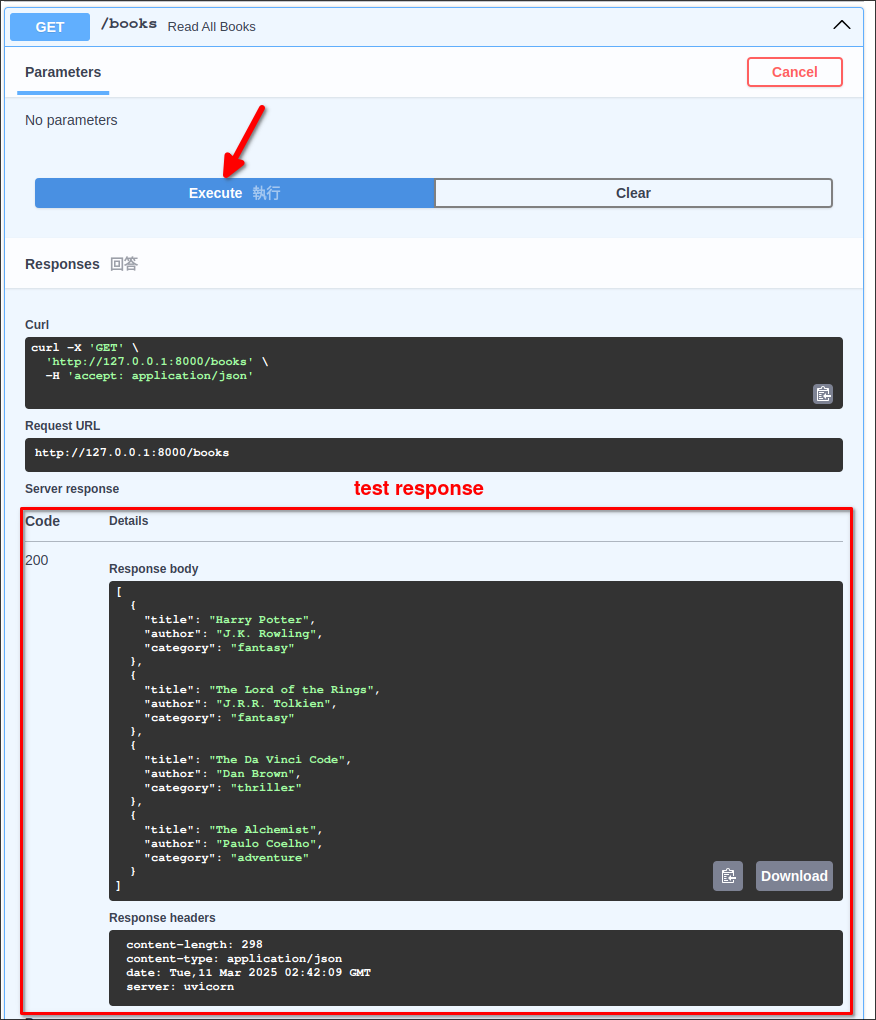 GET /books Read All Books
Parameters
Cancel
No parameters
Execute 執行
Clear
Responses 回答
Curl
curl -X 'GET' \
  'http://127.0.0.1:8000/books' \
  -H 'accept: application/json'
Request URL
http://127.0.0.1:8000/books
Server response
test response
Code Details
200
Response body
[
  {
    "title": "Harry Potter",
    "author": "J.K. Rowling",
    "category": "fantasy"
  },
  {
    "title": "The Lord of the Rings",
    "author": "J.R.R. Tolkien",
    "category": "fantasy"
  },
  {
    "title": "The Da Vinci Code",
    "author": "Dan Brown",
    "category": "thriller"
  },
  {
    "title": "The Alchemist",
    "author": "Paulo Coelho",
    "category": "adventure"
  }
]
Download
Response headers
content-length: 298
content-type: application/json
date: Tue,11 Mar 2025 02:42:09 GMT
server: uvicorn